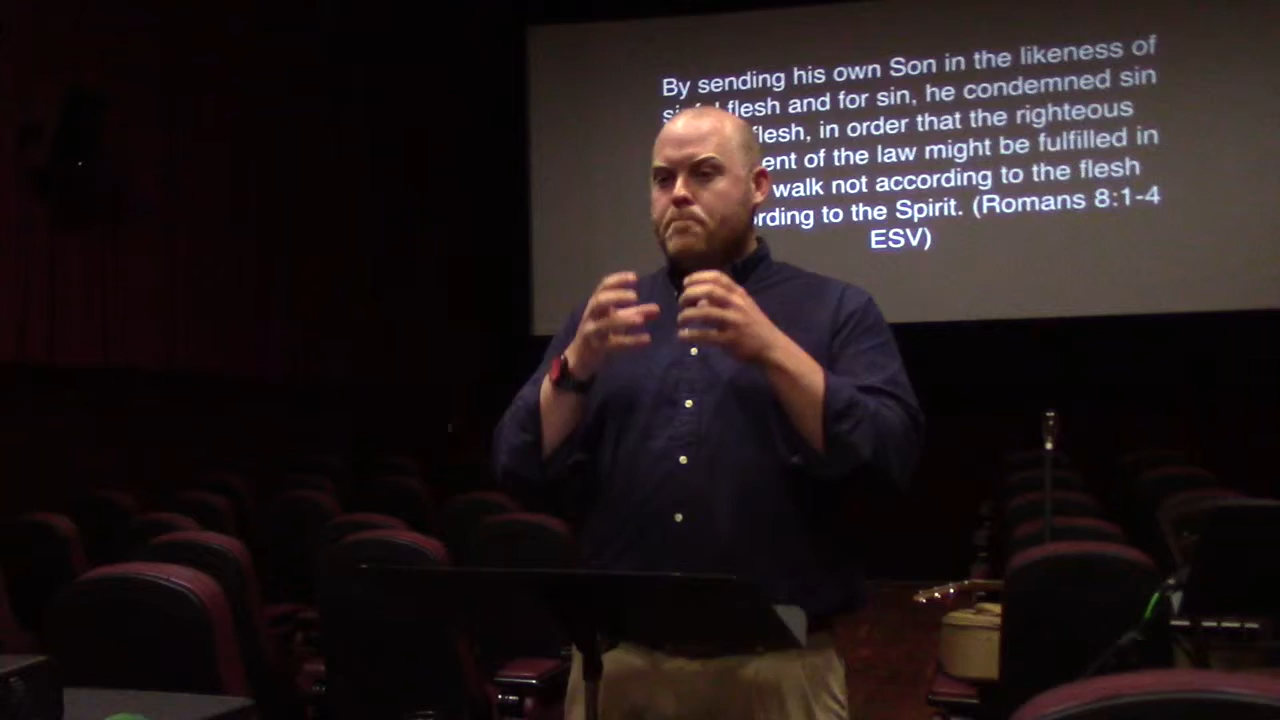 By sending his own Son in the likeness of
flesh and for sin, he condemned sin
flesh, in order that the righteous
ent of the law might be fulfilled in
walk not according to the flesh
rding to the Spirit. (Romans 8:1-4
ESV)